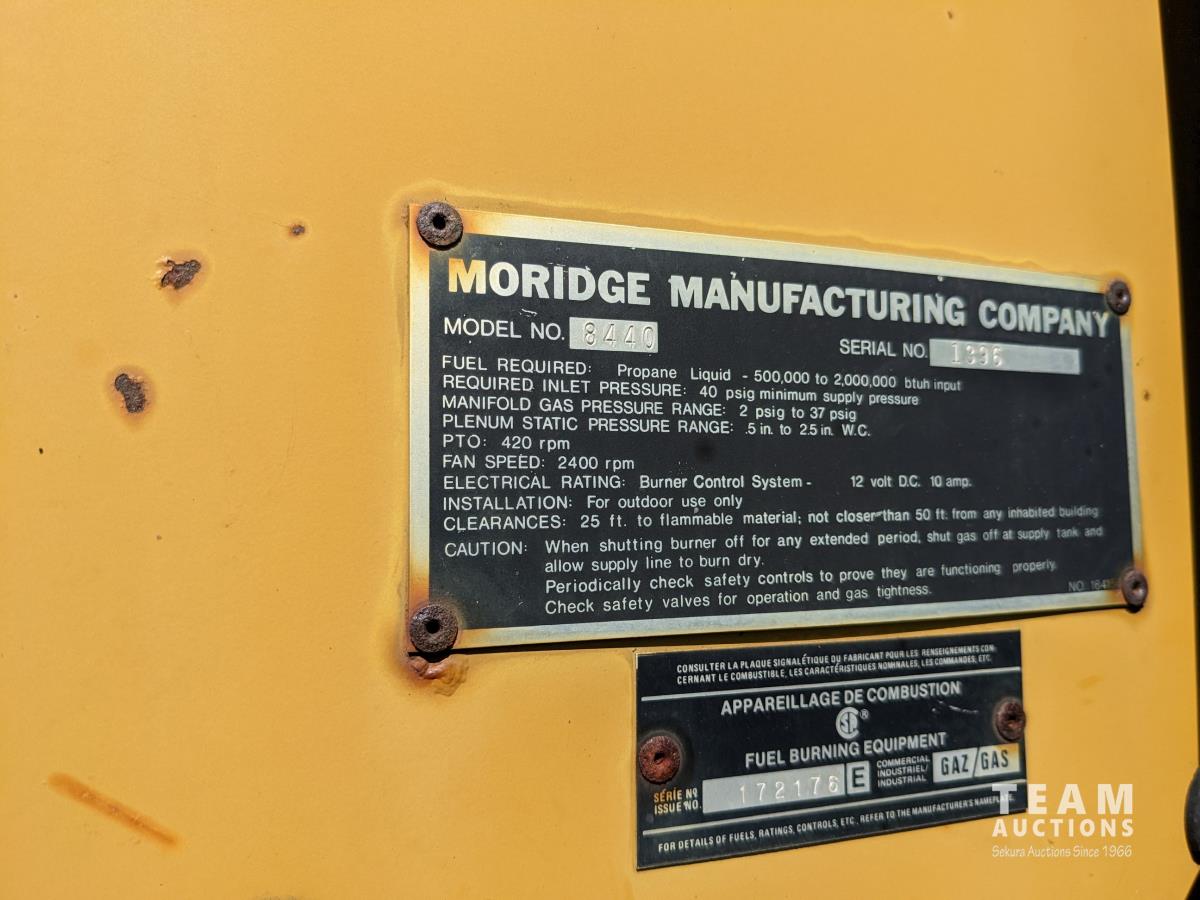 MORIDGE MANUFACTURING COMPANY
MODEL NO. 8440 SERIAL NO. 1396
FUEL REQUIRED: Propane Liquid - 500,000 to 2,000,000 btuh input
REQUIRED INLET PRESSURE: 40 psig minimum supply pressure
MANIFOLD GAS PRESSURE RANGE: 2 psig to 37 psig
PLENUM STATIC PRESSURE RANGE: .5 in. to 2.5 in. W.C.
PTO: 420 rpm
FAN SPEED: 2400 rpm
ELECTRICAL RATING: Burner Control System - 12 volt D.C. 10 amp.
INSTALLATION: For outdoor use only
CLEARANCES: 25 ft. to flammable material; not closer than 50 ft. from any inhabited building
CAUTION: When shutting burner off for any extended period, shut gas off at supply tank and
allow supply line to burn dry.
Periodically check safety controls to prove they are functioning properly.
Check safety valves for operation and gas tightness.
NO.
CONSULTER LA PLAQUE SIGNALÉTIQUE DU FABRICANT POUR LES RENSEIGNEMENTS CON-
CERNANT LE COMBUSTIBLE, LES CARACTÉRISTIQUES NOMINALES, LES COMMANDES, ETC.
APPAREILLAGE DE COMBUSTION
®
FUEL BURNING EQUIPMENT
SÉRIE Nº
ISSUE NO. 172176 E COMMERCIAL
INDUSTRIEL/
INDUSTRIAL GAZ/GAS
FOR DETAILS OF FUELS, RATINGS, CONTROLS, ETC., REFER TO THE MANUFACTURER'S NAMEPLATE.
TEAM
AUCTIONS
Sekura Auctions Since 1966